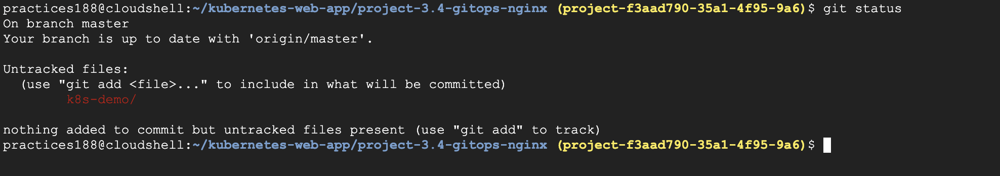 practices188@cloudshell:~/kubernetes-web-app/project-3.4-gitops-nginx (project-f3aad790-35a1-4f95-9a6)$ git status
On branch master
Your branch is up to date with 'origin/master'.
Untracked files:
(use "git add <file>..." to include in what will be committed)
k8s-demo/
nothing added to commit but untracked files present (use "git add" to track)
practices188@cloudshell:~/kubernetes-web-app/project-3.4-gitops-nginx (project-f3aad790-35a1-4f95-9a6)$